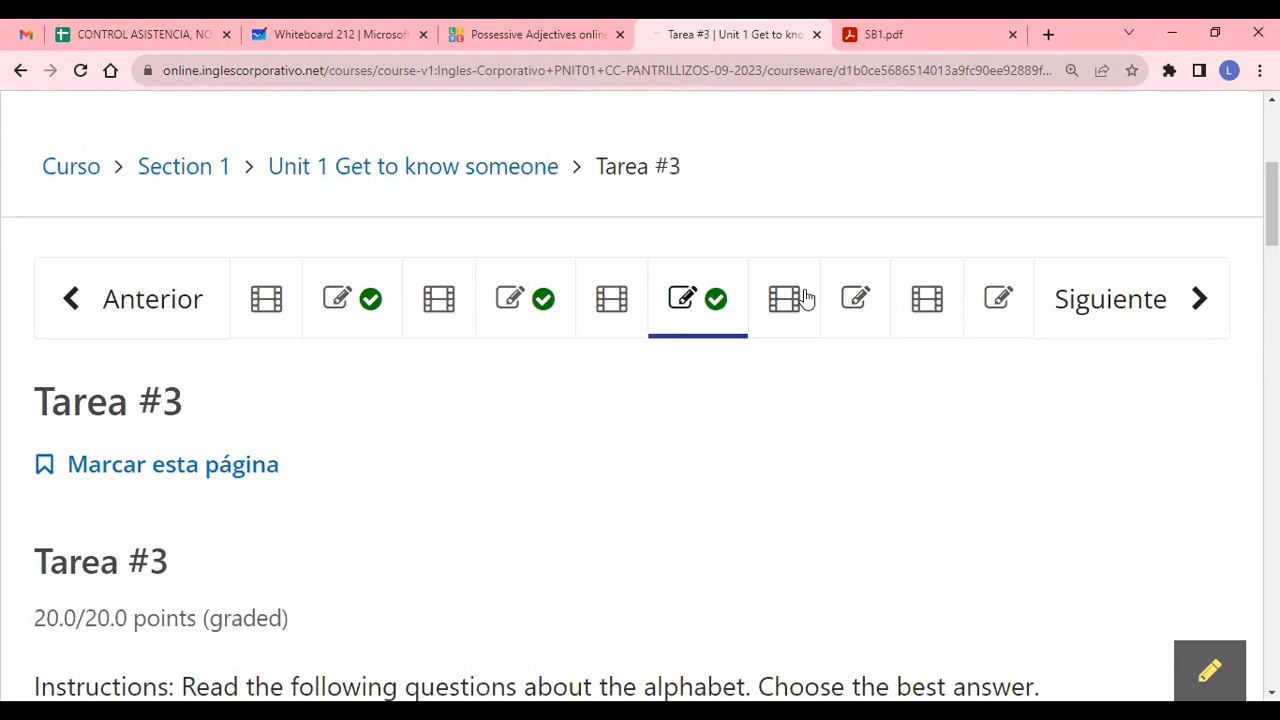 CONTROL ASISTENCIA, NO
Whiteboard 212 | Microsoft
Possessive Adjectives online
Tarea #3 | Unit 1 Get to kno
SB1.pdf
online.inglescorporativo.net/courses/course-v1:Ingles-Corporativo+PNIT01+CC-PANTRILLIZOS-09-2023/courseware/d1b0ce5686514013a9fc90ee92889f...
L
Curso > Section 1 > Unit 1 Get to know someone > Tarea #3
Anterior
Siguiente
Tarea #3
Marcar esta página
Tarea #3
20.0/20.0 points (graded)
Instructions: Read the following questions about the alphabet. Choose the best answer.